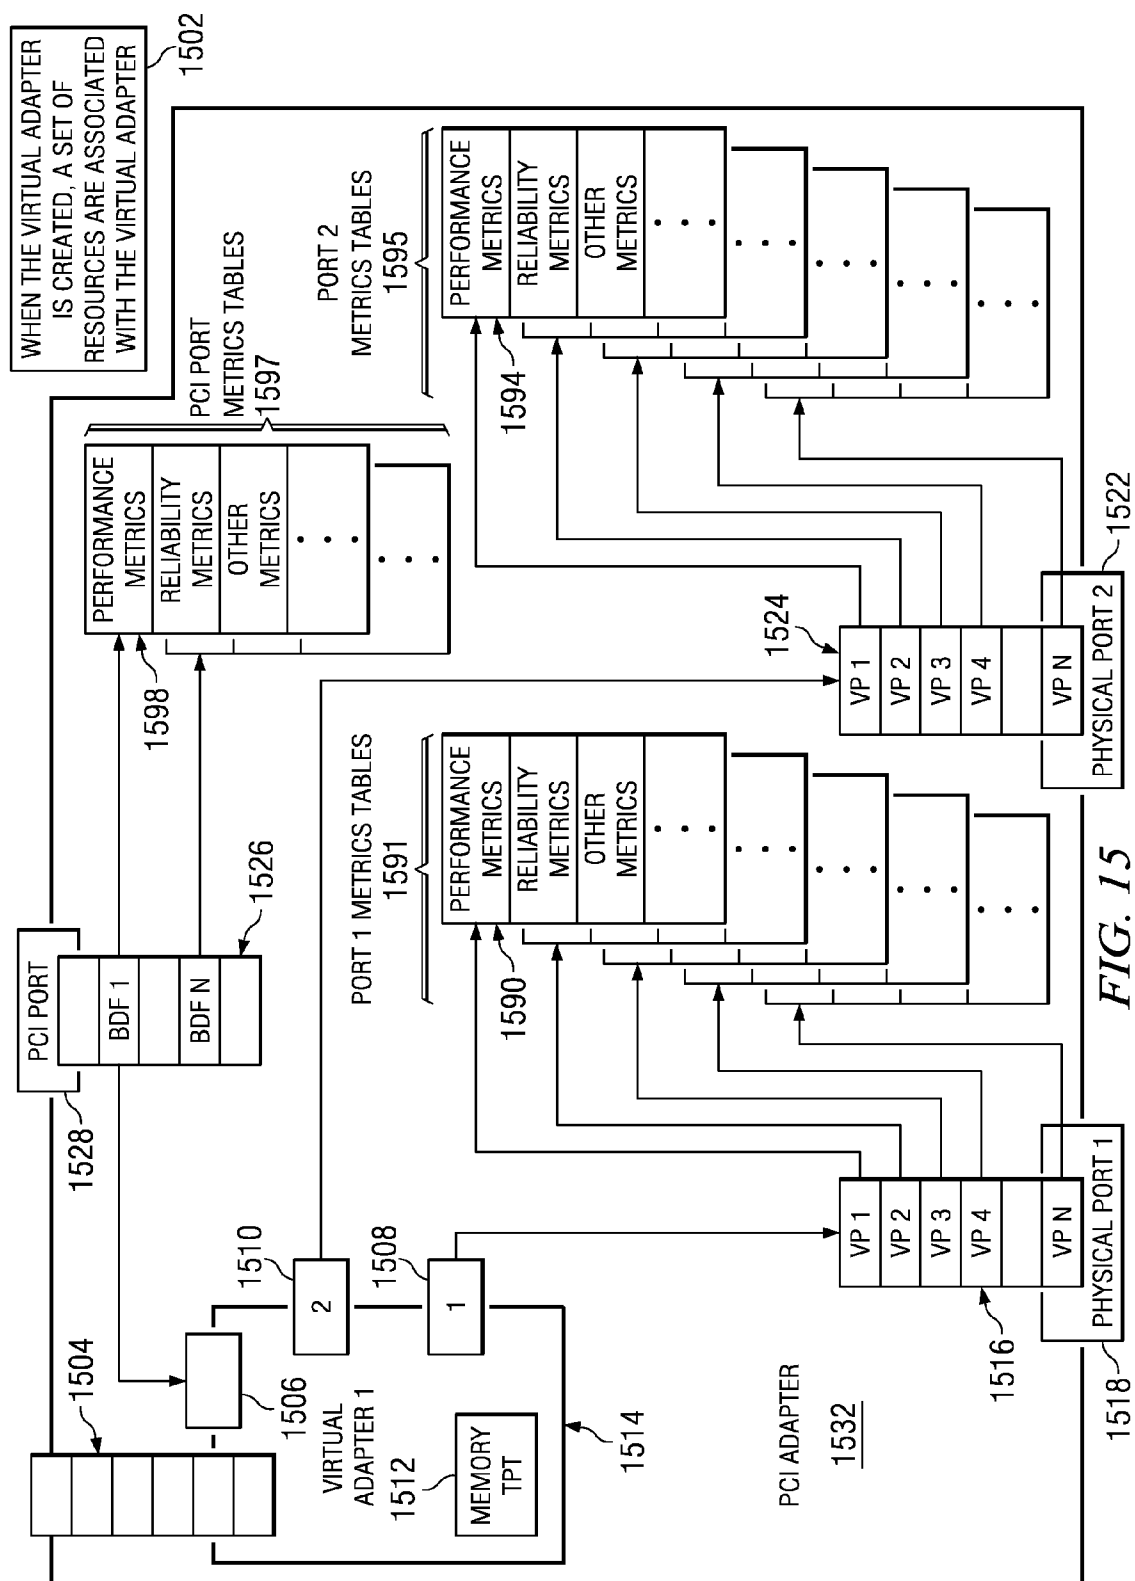 WHEN THE VIRTUAL ADAPTER
IS CREATED, A SET OF
RESOURCES ARE ASSOCIATED
WITH THE VIRTUAL ADAPTER
1502
1504
PCI PORT
1528
BDF 1
BDF N
1526
PCI PORT
METRICS TABLES
1597
PERFORMANCE
METRICS
RELIABILITY
METRICS
OTHER
METRICS
1598
1506
VIRTUAL
ADAPTER 1
1512
MEMORY
TPT
1514
2
1510
1
1508
PORT 1 METRICS TABLES
1591
PERFORMANCE
METRICS
RELIABILITY
METRICS
OTHER
METRICS
1590
PORT 2
METRICS TABLES
1595
PERFORMANCE
METRICS
RELIABILITY
METRICS
OTHER
METRICS
1594
PCI ADAPTER
1532
VP 1
VP 2
VP 3
VP 4
VP N
1516
PHYSICAL PORT 1
1518
1524
VP 1
VP 2
VP 3
VP 4
VP N
PHYSICAL PORT 2
1522
FIG. 15